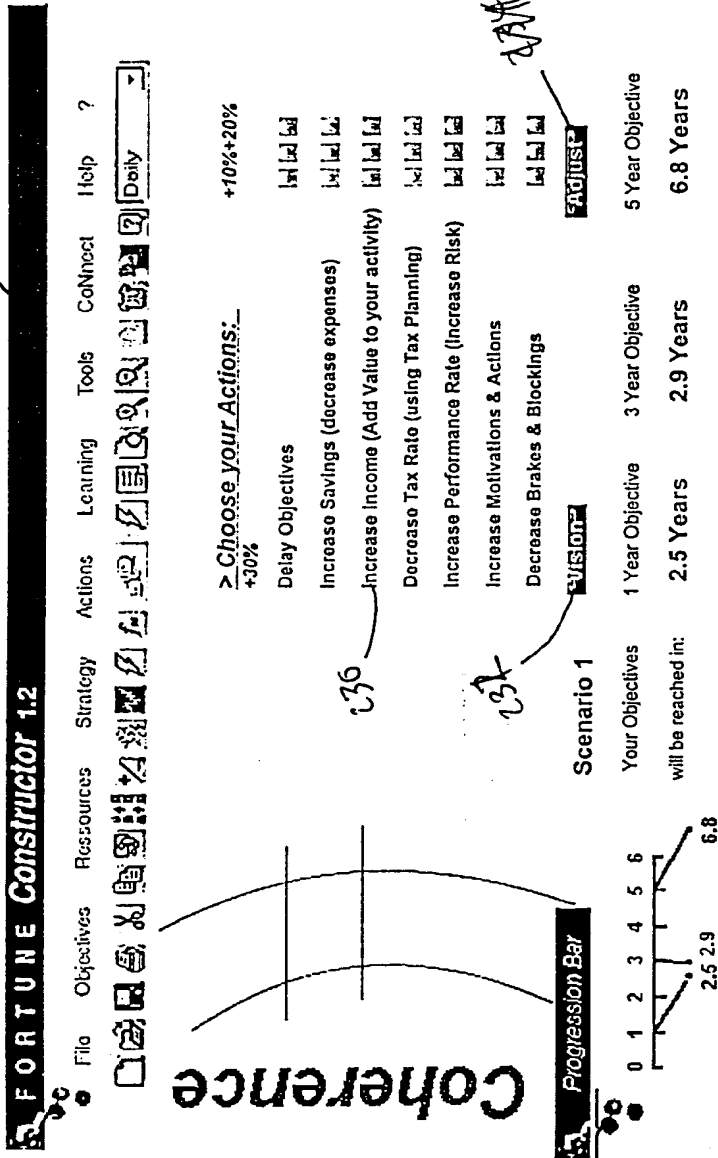 FORTUNE Constructor 1.2
File Objectives Ressources Strategy Actions Learning Tools CoNnect Help ?
Daily
> Choose your Actions:
+30% +10%+20%
Delay Objectives
Increase Savings (decrease expenses)
Increase Income (Add Value to your activity)
Decrease Tax Rate (using Tax Planning)
Increase Performance Rate (Increase Risk)
Increase Motivations & Actions
Decrease Brakes & Blockings
236
Coherence
Vision
Adjust
Progression Bar
Scenario 1
Your Objectives 1 Year Objective 3 Year Objective 5 Year Objective
will be reached in: 2.5 Years 2.9 Years 6.8 Years
0 1 2 3 4 5 6
2.5 2.9 6.8